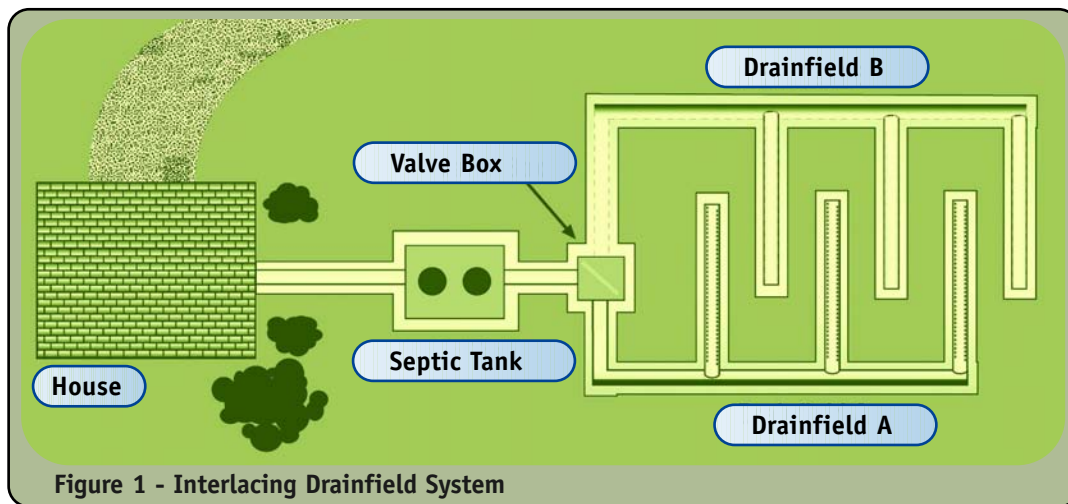 Drainfield B
Valve Box
Septic Tank
House
Drainfield A
Figure 1 - Interlacing Drainfield System